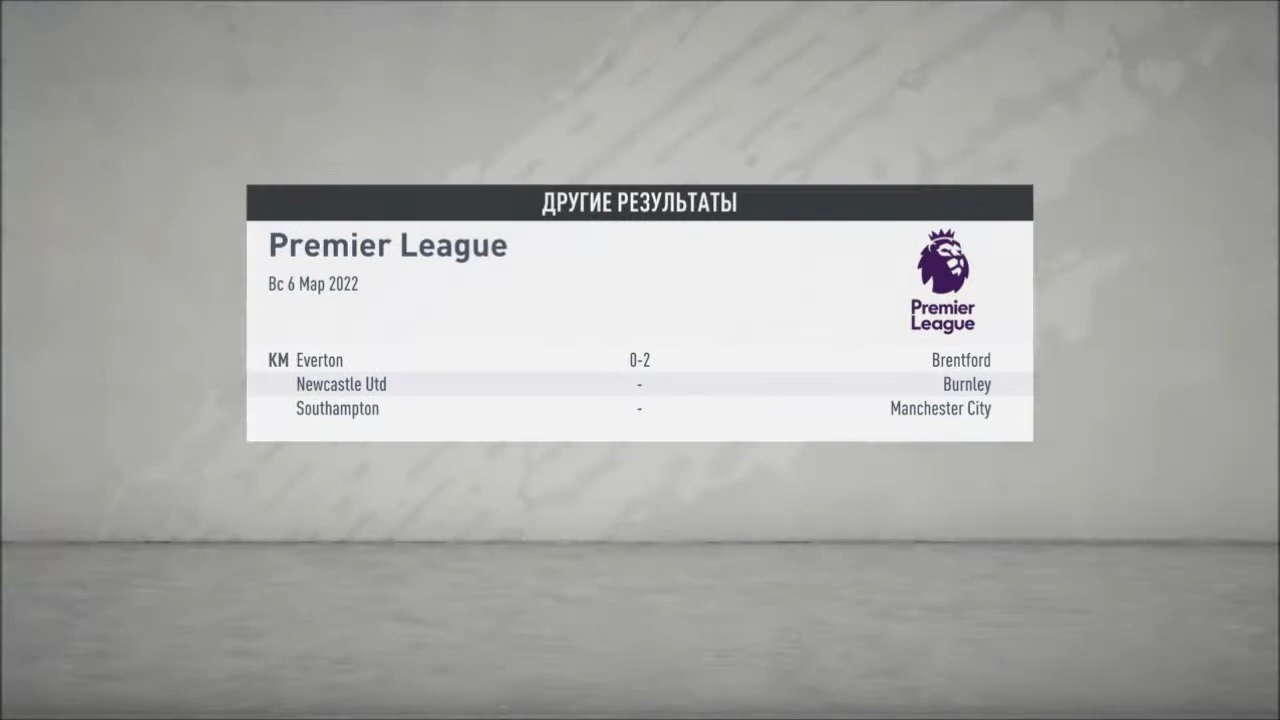 ДРУГИЕ РЕЗУЛЬТАТЫ
Premier League
Вс 6 Мар 2022
Premier
League
КМ Everton 0-2 Brentford
Newcastle Utd - Burnley
Southampton - Manchester City